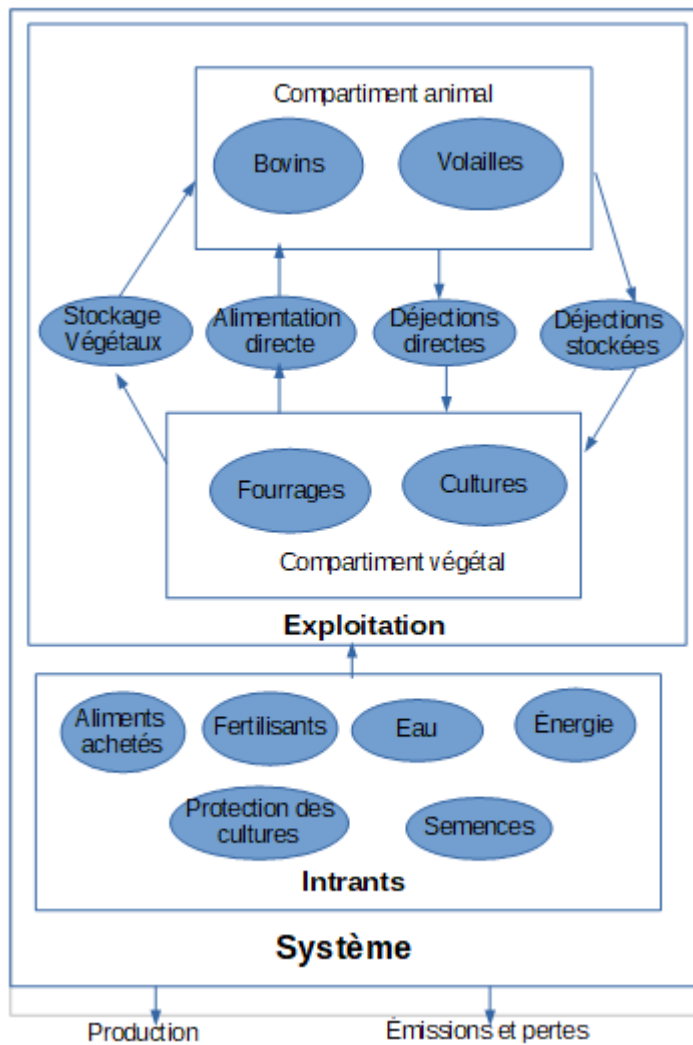 Compartiment animal
Bovins
Volailles
Stockage
Végétaux
Alimentation
directe
Déjections
directes
Déjections
stockées
Fourrages
Cultures
Compartiment végétal
Exploitation
Aliments
achetés
Fertilisants
Eau
Énergie
Protection des
cultures
Semences
Intrants
Système
Production
Émissions et pertes